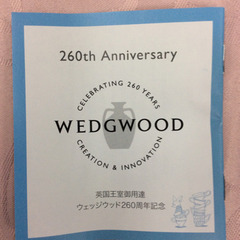 260th Anniversary
CELEBRATING 260 YEARS
WEDGWOOD
CREATION & INNOVATION
英国王室御用達
ウェッジウッド260周年記念